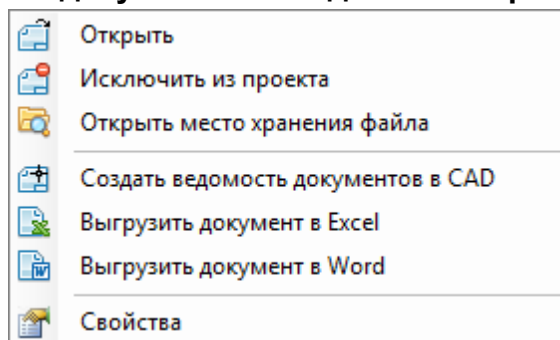 Открыть
Исключить из проекта
Открыть место хранения файла
Создать ведомость документов в CAD
Выгрузить документ в Excel
Выгрузить документ в Word
Свойства